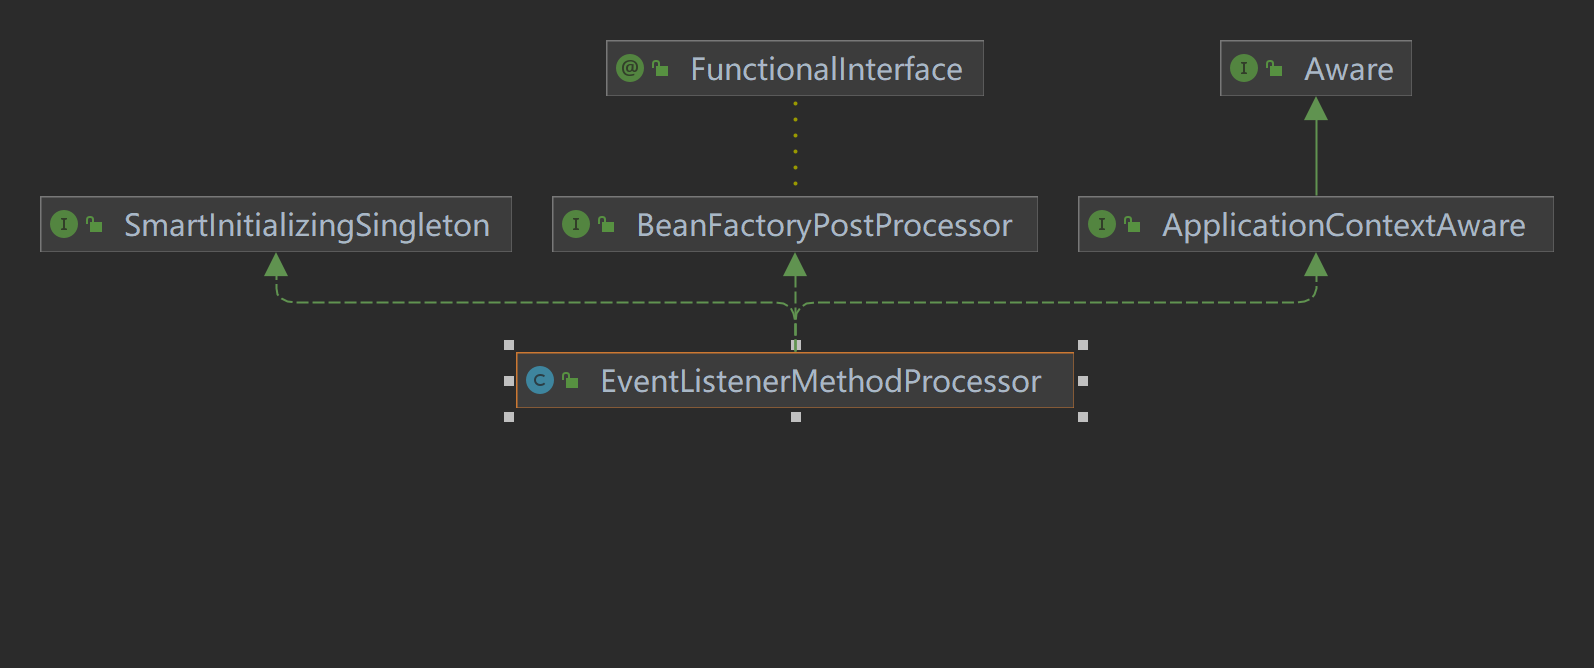 @ FunctionalInterface
I Aware
I SmartInitializingSingleton
I BeanFactoryPostProcessor
I ApplicationContextAware
C EventListenerMethodProcessor